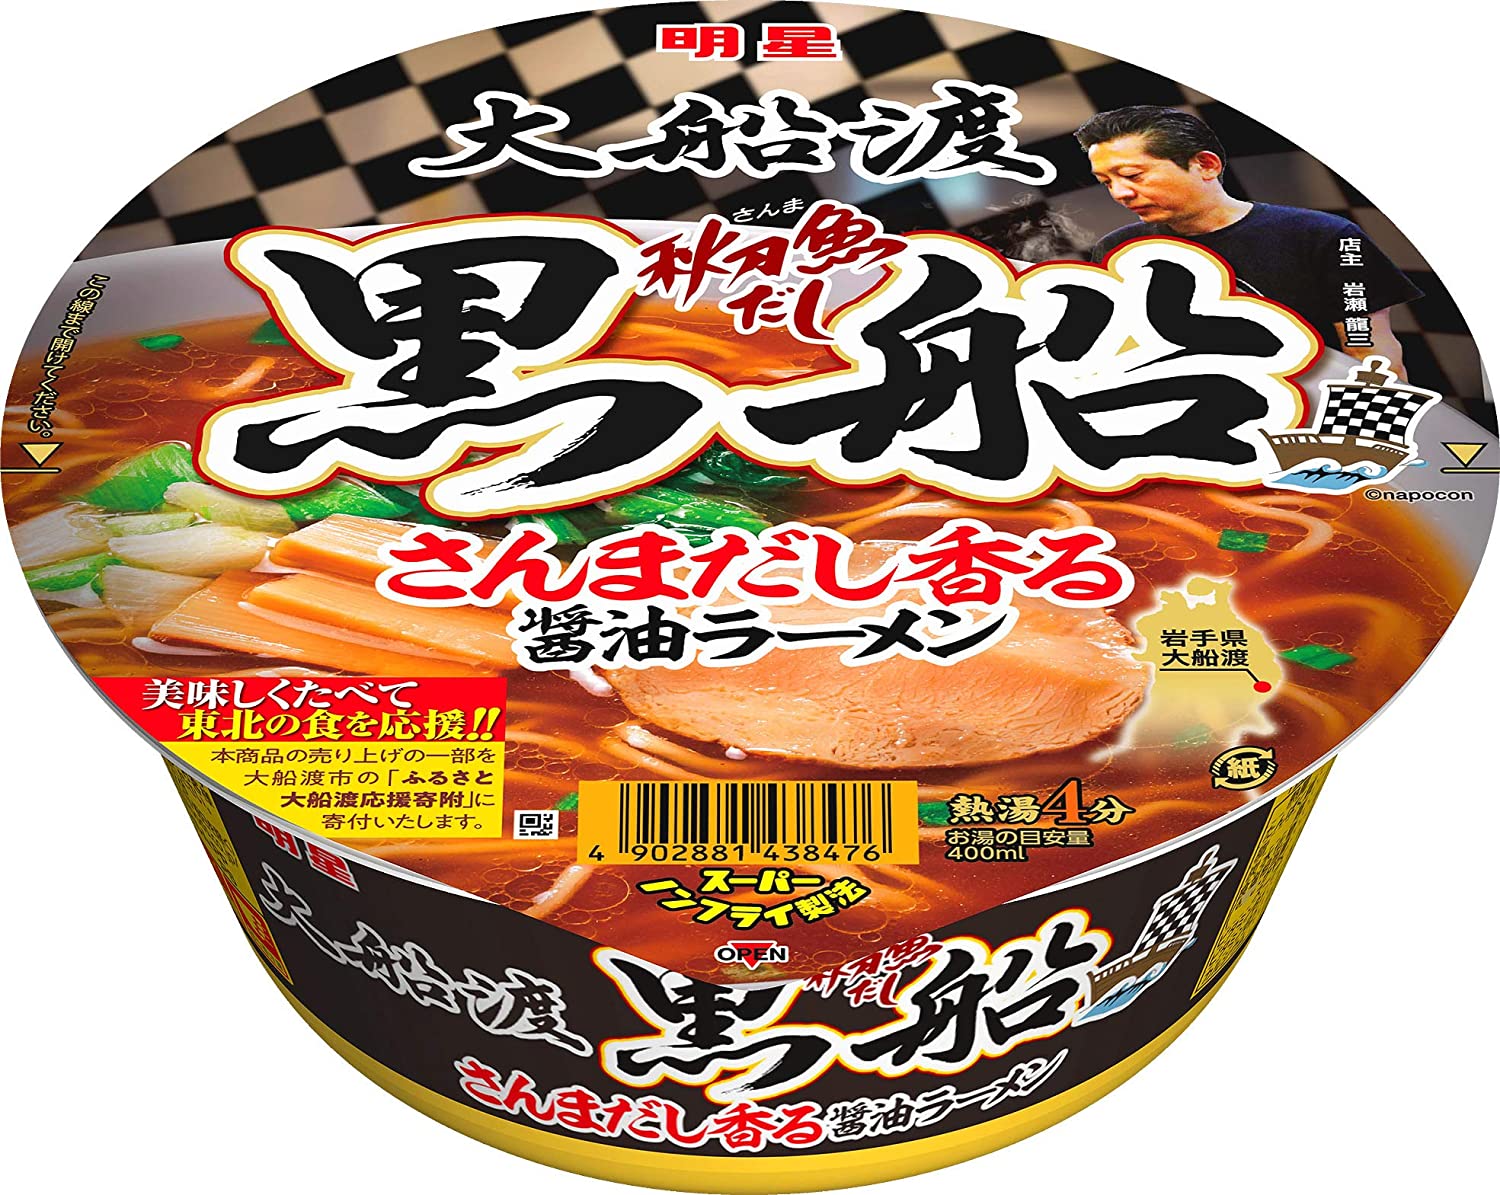 明星
大船渡
さんま
秋刀魚
だし
黒船
店主 岩瀬 龍三
この線まで開けてください。
©napocon
さんまだし香る
醤油ラーメン
岩手県
大船渡
紙
美味しくたべて
東北の食を応援!!
本商品の売り上げの一部を
大船渡市の「ふるさと
大船渡応援寄附」に
寄付いたします。
4 902881 438476
熱湯4分
お湯の目安量
400ml
スーパー
ノンフライ製法
OPEN
明星
大船渡
秋刀魚
だし
黒船
さんまだし香る醤油ラーメン